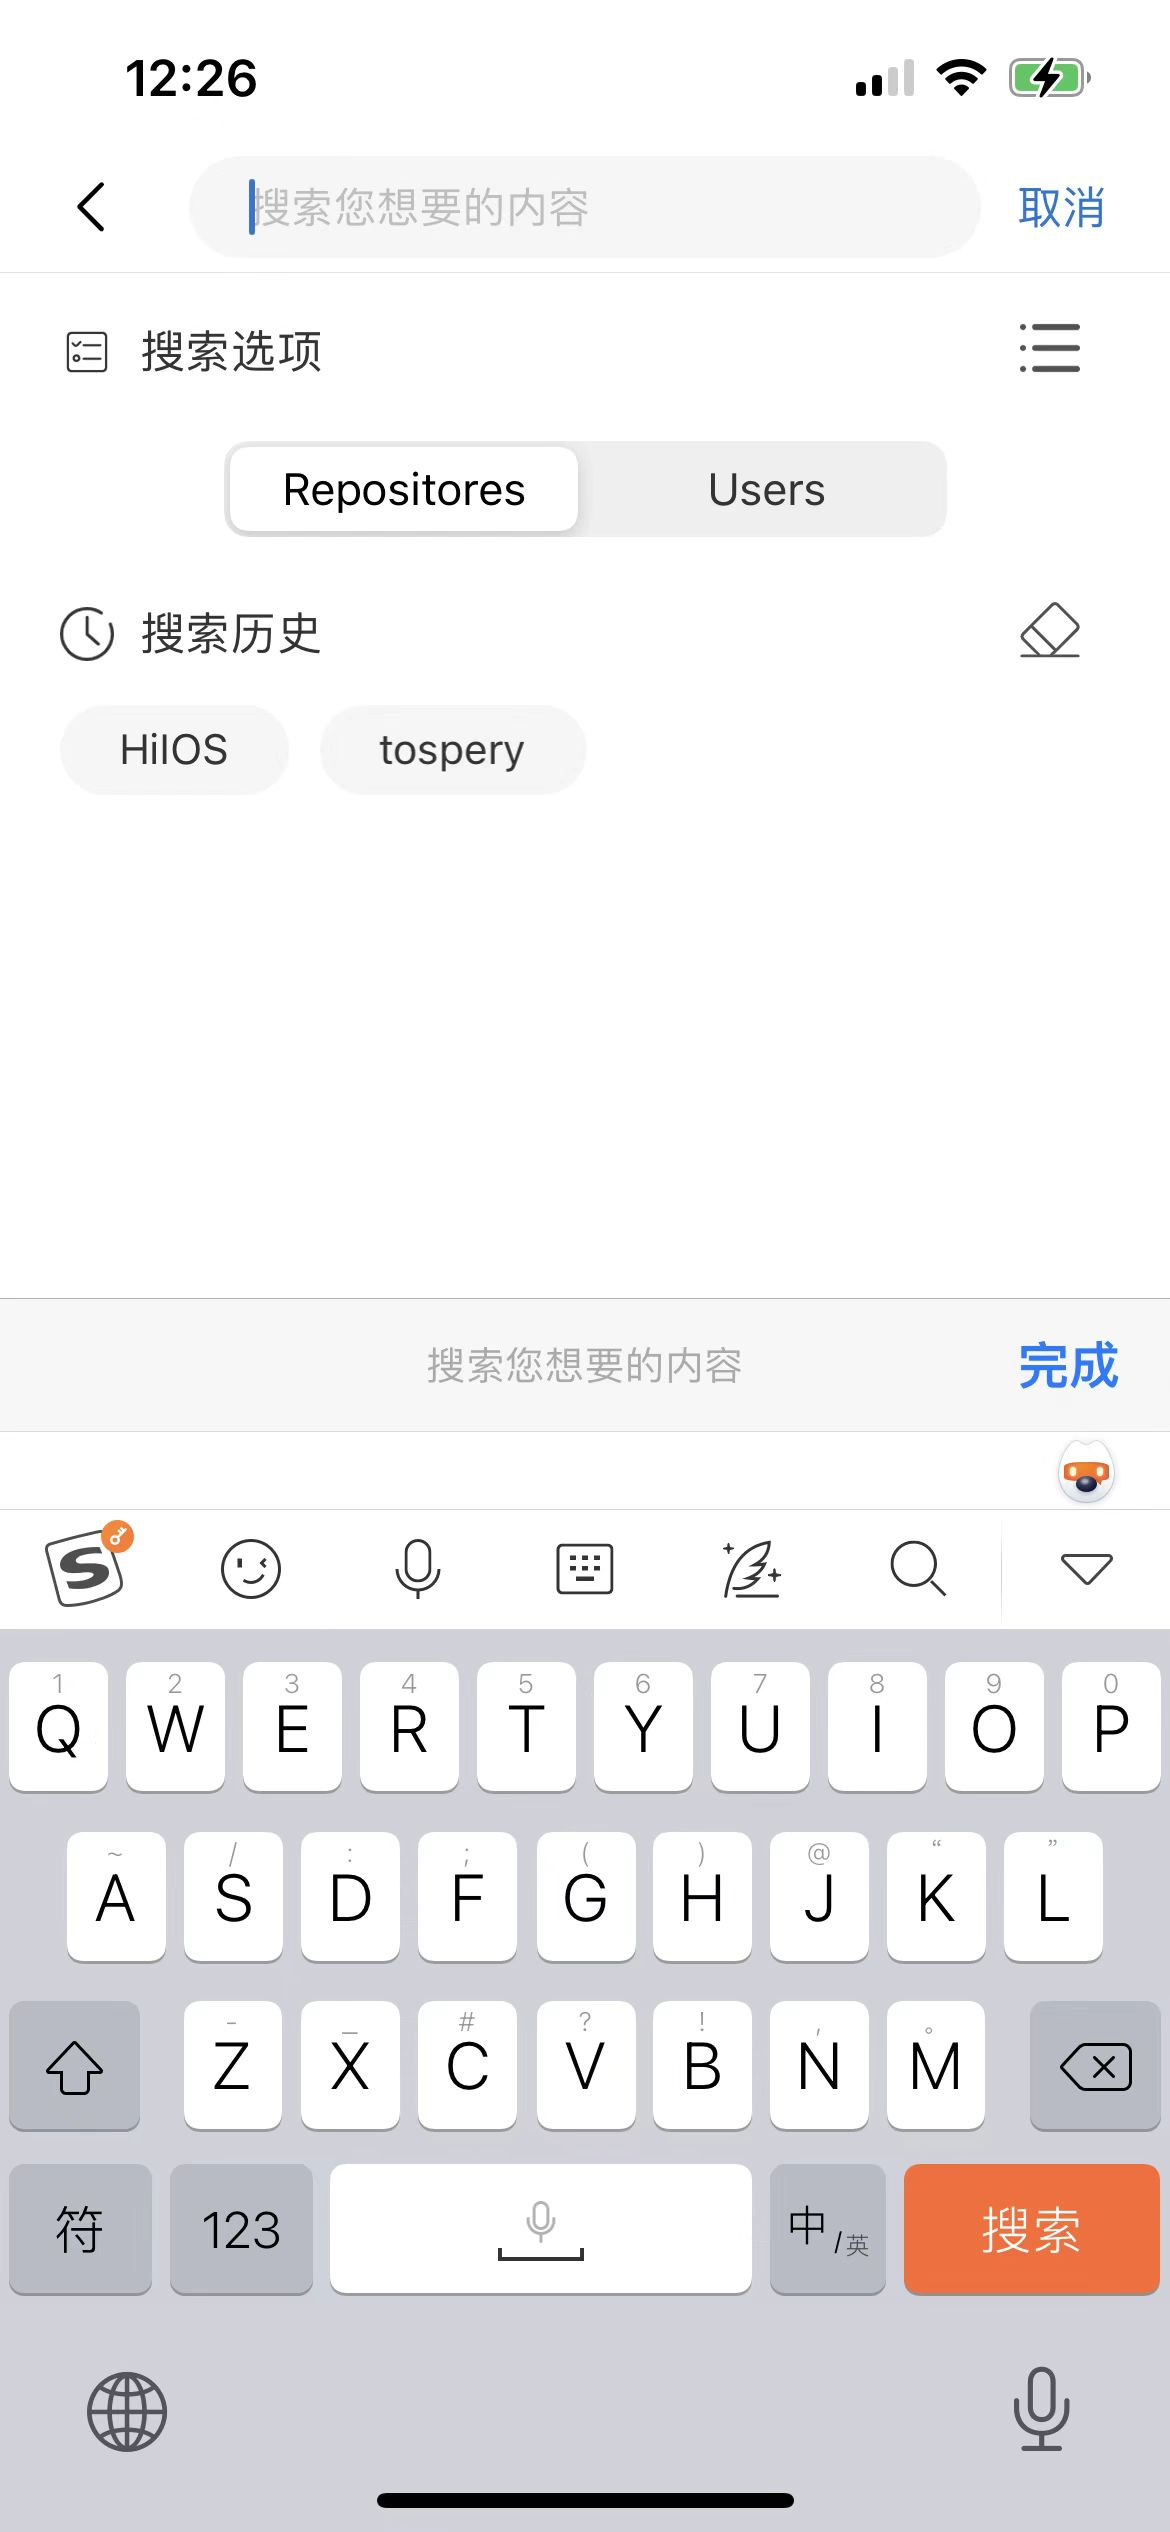 12:26
搜索您想要的内容
取消
搜索选项
Repositores
Users
搜索历史
HiIOS
tospery
搜索您想要的内容
完成
1 2 3 4 5 6 7 8 9 0
Q W E R T Y U I O P
~ / : ; ( ) @ “ ”
A S D F G H J K L
- _ # ? ! , 。
Z X C V B N M
符 123 中/英 搜索